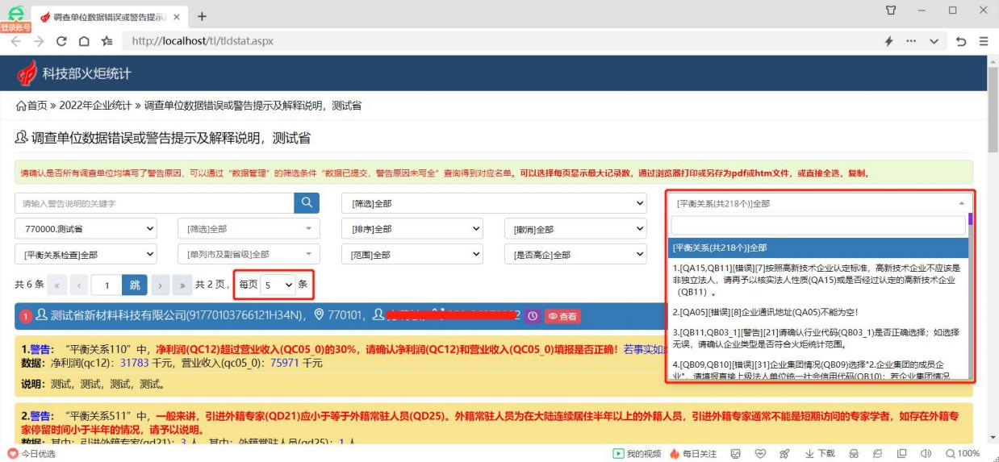 调查单位数据错误或警告提示及
登录账号
http://localhost/tl/tldstat.aspx
科技部火炬统计
首页 » 2022年企业统计 » 调查单位数据错误或警告提示及解释说明，测试省
调查单位数据错误或警告提示及解释说明，测试省
请确认是否所有调查单位均填写了警告原因，可以通过“数据管理”的筛选条件“数据已提交，警告原因未写全”查询得到对应名单。可以选择每页显示最大记录数，通过浏览器打印或另存为pdf或htm文件，或直接全选，复制。
请输入警告说明的关键字
[筛选]全部
[平衡关系(共218个)]全部
770000.测试省
[筛选]全部
[排序]全部
[撤消]全部
[平衡关系检查]全部
[单列市及副省级]全部
[范围]全部
[是否高企]全部
[平衡关系(共218个)]全部
1.[QA15,QB11][错误][7]按照高新技术企业认定标准，高新技术企业不应该是
非独立法人，请再予以核实法人性质(QA15)或是否经过认定的高新技术企业
（QB11）。
2.[QA05][错误][8]企业通讯地址(QA05)不能为空！
3.[QB11,QB03_1][警告][21]请确认行业代码(QB03_1)是否正确选择；如选择
无误，请确认企业类型是否符合火炬统计范围。
4.[QB09,QB10][错误][31]企业集团情况(QB09)选择"2.企业集团的成员企
业"，请填报直接上级法人单位统一社会信用代码(QB10)；若企业集团情况
共 6 条 « ‹ 1 跳 › » 共 2 页， 每页 5 条
1 测试省新材料科技有限公司(91770103766121H34N)， 770101， 查看
1.警告： “平衡关系110”中，净利润(QC12)超过营业收入(QC05_0)的30%，请确认净利润(QC12)和营业收入(QC05_0)填报是否正确！若事实如
数据：净利润(qc12)：31783 千元，营业收入(qc05_0)：75971 千元
说明：测试，测试，测试，测试。
2.警告： “平衡关系511”中，一般来讲，引进外籍专家(QD21)应小于等于外籍常驻人员(QD25)。外籍常驻人员为在大陆连续居住半年以上的外籍人员，引进外籍专家通常不能是短期访问的专家学者，如存在外籍专
家停留时间小于半年的情况，请予以说明。
数据：其中：引进外籍专家(qd21)：3 人，其中：外籍常驻人员(qd25)：1 人
今日优选
我的视频
每日关注
下载
100%